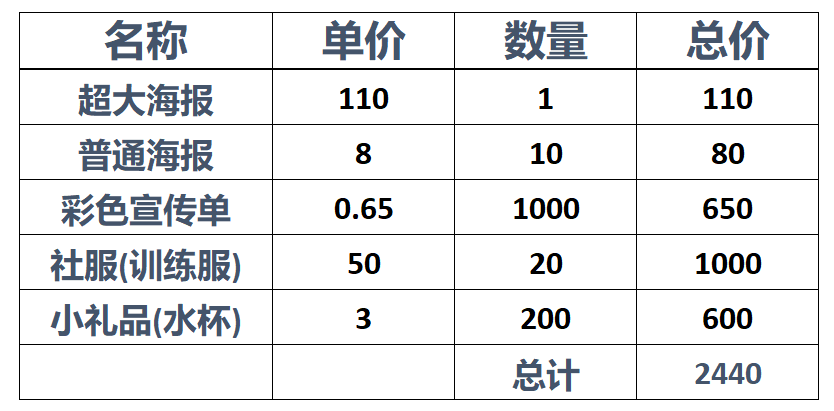 名称 单价 数量 总价
超大海报 110 1 110
普通海报 8 10 80
彩色宣传单 0.65 1000 650
社服(训练服) 50 20 1000
小礼品(水杯) 3 200 600
总计 2440